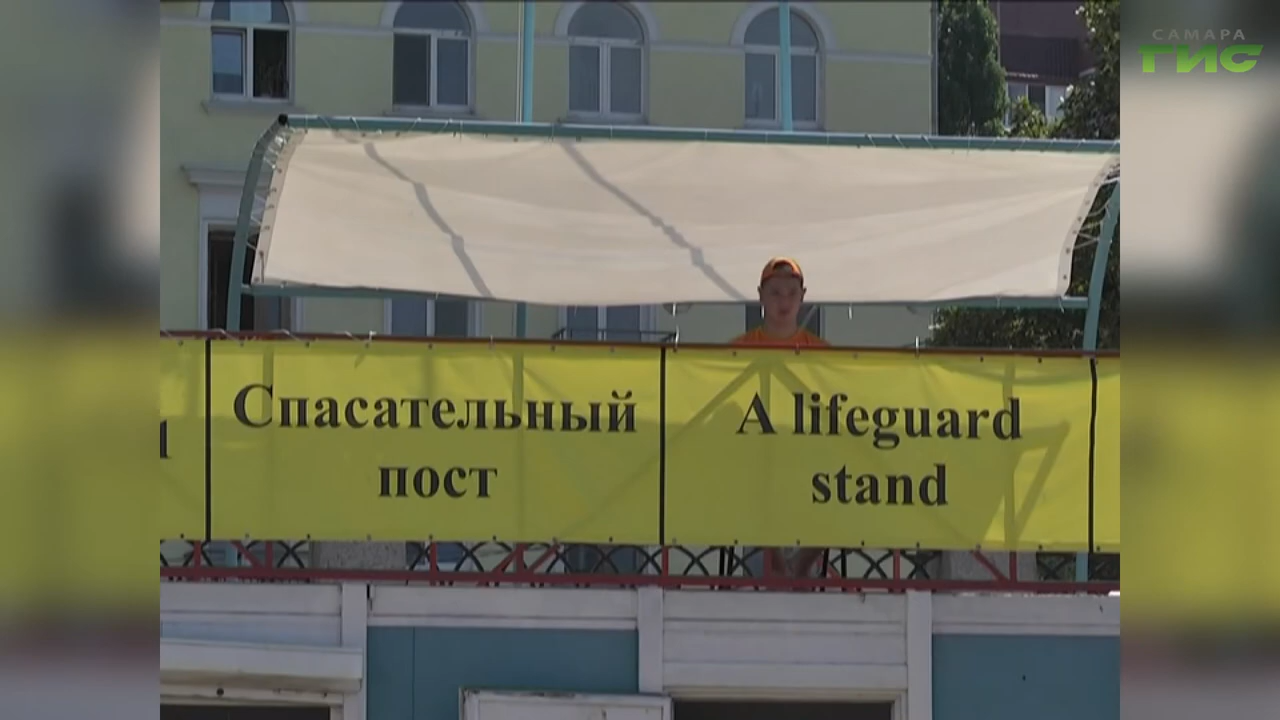 САМАРА
ГИС
Спасательный
пост
A lifeguard
stand